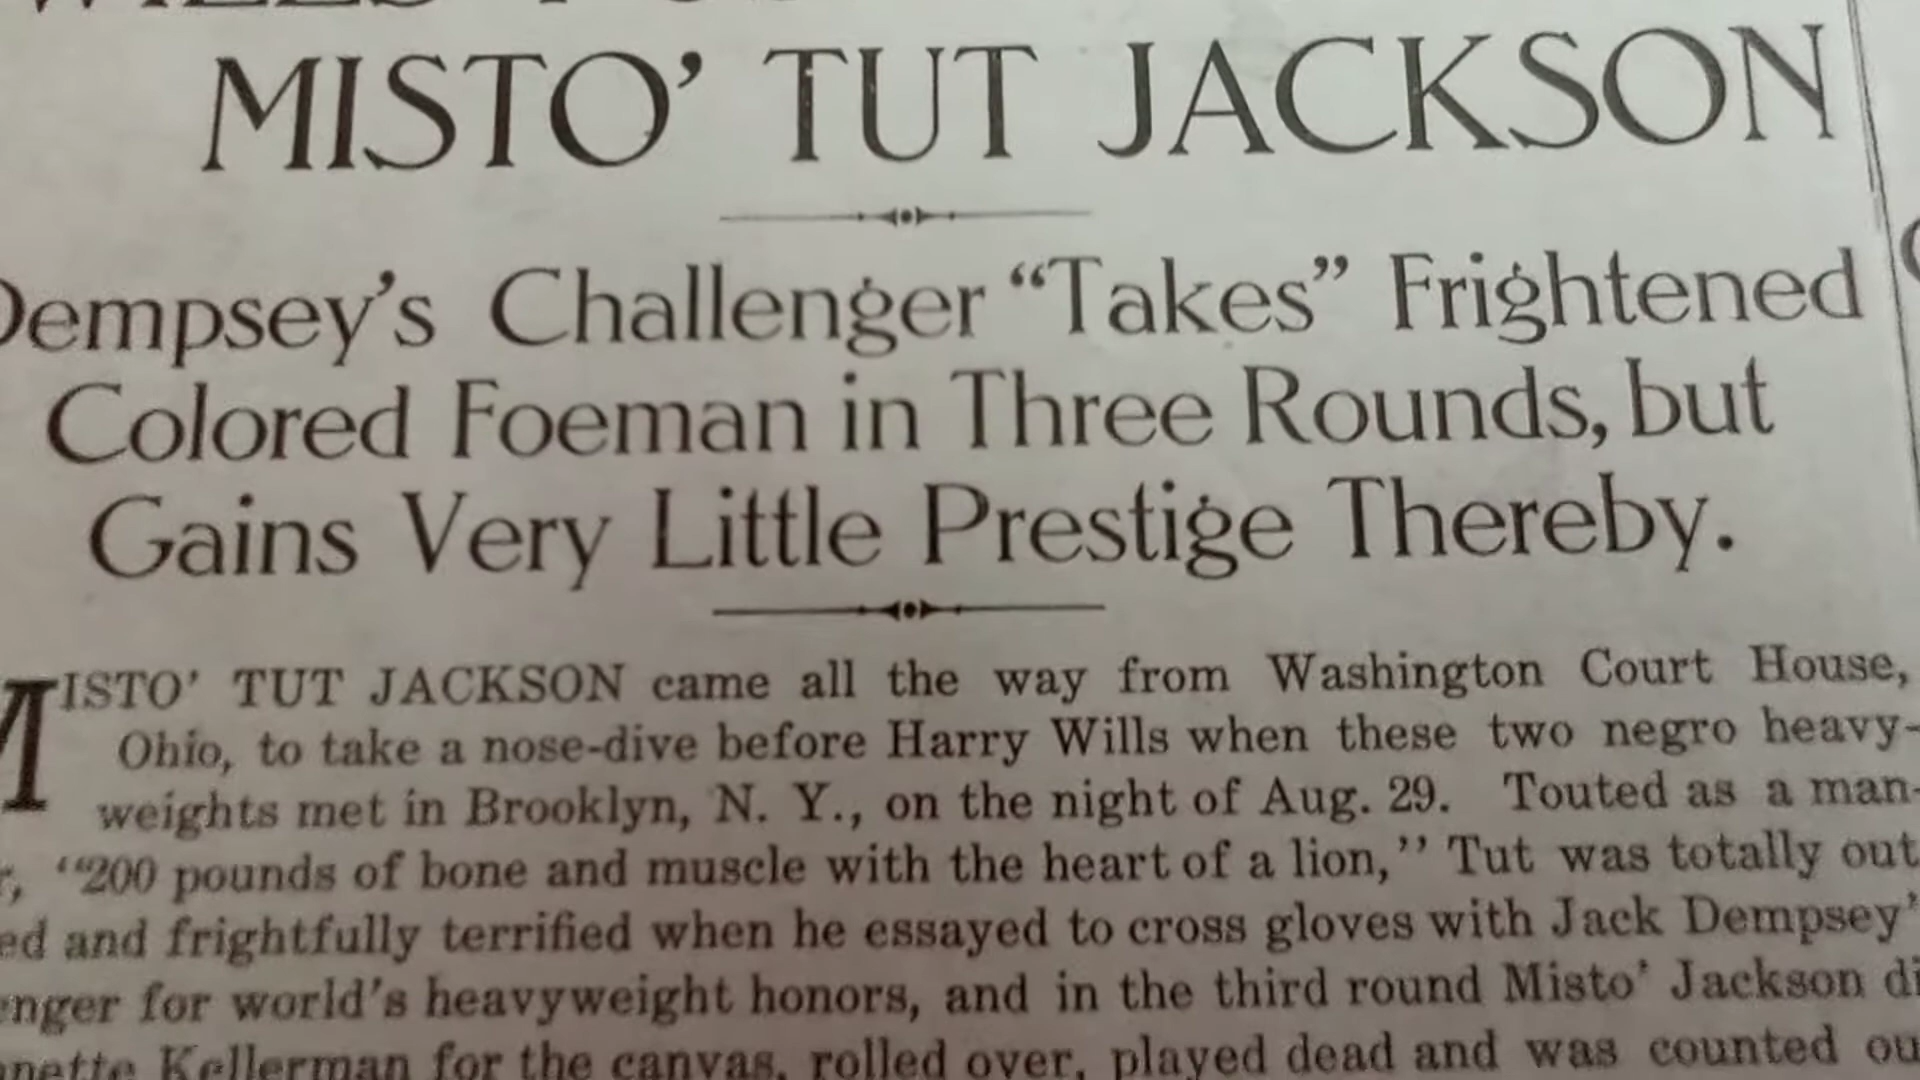 MISTO’ TUT JACKSON
Dempsey’s Challenger “Takes” Frightened
Colored Foeman in Three Rounds, but
Gains Very Little Prestige Thereby.
MISTO’ TUT JACKSON came all the way from Washington Court House,
Ohio, to take a nose-dive before Harry Wills when these two negro heavy-
weights met in Brooklyn, N. Y., on the night of Aug. 29. Touted as a man-
“200 pounds of bone and muscle with the heart of a lion,” Tut was totally out
and frightfully terrified when he essayed to cross gloves with Jack Dempsey’
for world’s heavyweight honors, and in the third round Misto’ Jackson
Kellerman for the canvas, rolled over, played dead and was counted